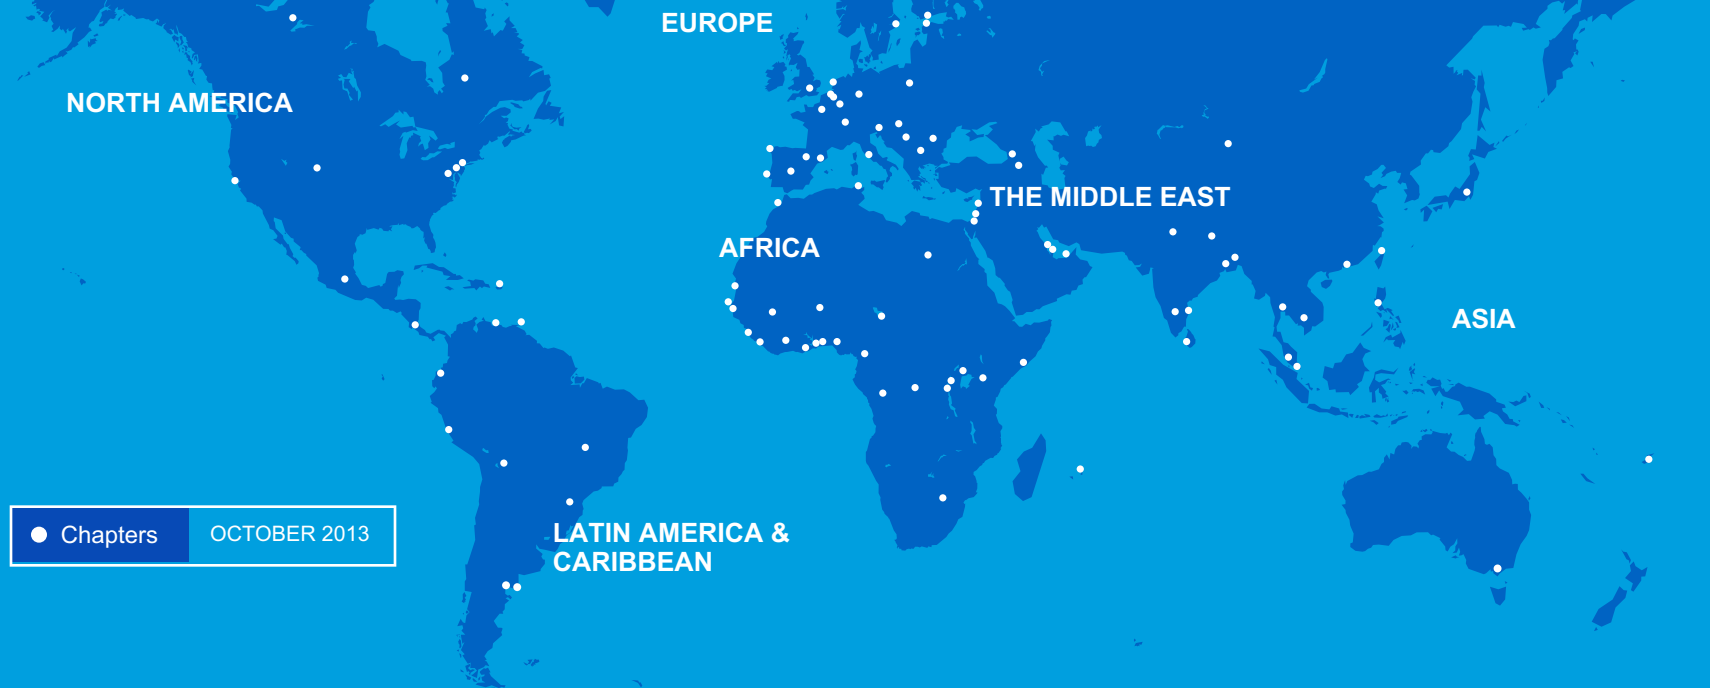 EUROPE
NORTH AMERICA
THE MIDDLE EAST
AFRICA
ASIA
Chapters
OCTOBER 2013
LATIN AMERICA &
CARIBBEAN